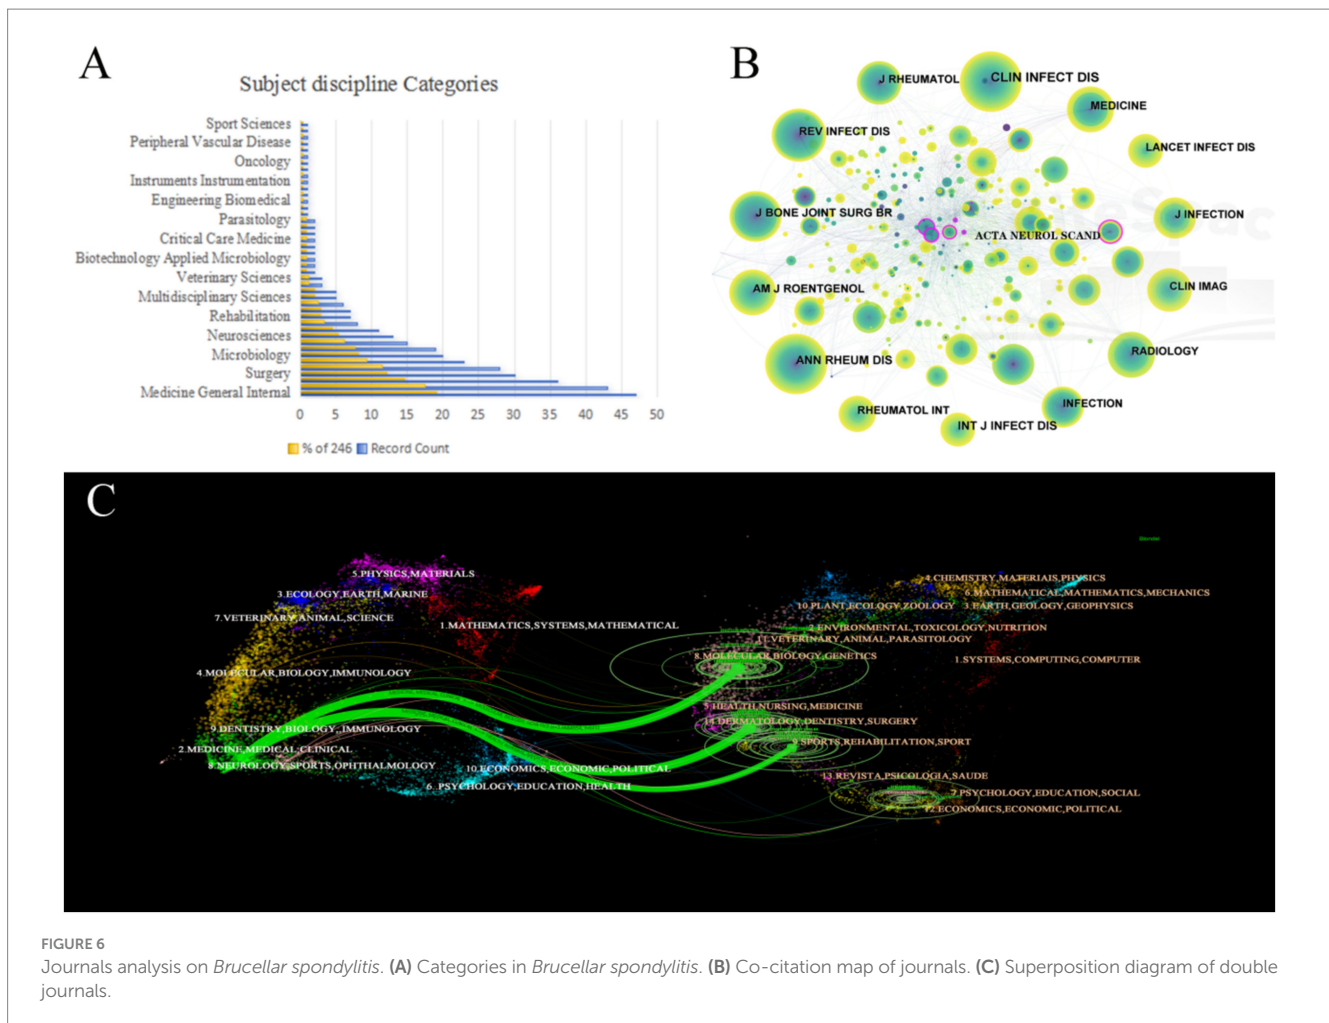 A
Subject discipline Categories
Sport Sciences
Peripheral Vascular Disease
Oncology
Instruments Instrumentation
Engineering Biomedical
Parasitology
Critical Care Medicine
Biotechnology Applied Microbiology
Veterinary Sciences
Multidisciplinary Sciences
Rehabilitation
Neurosciences
Microbiology
Surgery
Medicine General Internal
0 5 10 15 20 25 30 35 40 45 50
% of 246 Record Count
B
J RHEUMATOL
CLIN INFECT DIS
MEDICINE
REV INFECT DIS
LANCET INFECT DIS
J BONE JOINT SURG BR
J INFECTION
ACTA NEUROL SCAND
AM J ROENTGENOL
CLIN IMAG
RADIOLOGY
ANN RHEUM DIS
INFECTION
RHEUMATOL INT
INT J INFECT DIS
C
5.PHYSICS,MATERIALS
3.ECOLOGY,EARTH,MARINE
7.VETERINARY,ANIMAL,SCIENCE
1.MATHEMATICS,SYSTEMS,MATHEMATICAL
4.MOLECULAR,BIOLOGY,IMMUNOLOGY
9.DENTISTRY,BIOLOGY,,IMMUNOLOGY
2.MEDICINE,MEDICAL,CLINICAL
8.NEUROLOGY,SPORTS,OPHTHALMOLOGY
10.ECONOMICS,ECONOMIC,POLITICAL
6. PSYCHOLOGY,EDUCATION,HEALTH
4.CHEMISTRY,MATERIAIS,PHYSICS
6.MATHEMATICAL,MATHEMATICS,MECHANICS
10.PLANT,ECOLOGY,ZOOLOGY
3.EARTH,GEOLOGY,GEOPHYSICS
2.ENVIRONMENTAL,TOXICOLOGY,NUTRITION
11.VETERINARY,ANIMAL,PARASITOLOGY
8.MOLECULAR,BIOLOGY,GENETICS
1.SYSTEMS,COMPUTING,COMPUTER
5.HEALTH,NURSING,MEDICINE
14.DERMATOLOGY,DENTISTRY,SURGERY
9.SPORTS,REHABILITATION,SPORT
13.REVISTA,PSICOLOGIA,SAUDE
7.PSYCHOLOGY,EDUCATION,SOCIAL
12.ECONOMICS,ECONOMIC,POLITICAL
FIGURE 6
Journals analysis on Brucellar spondylitis. (A) Categories in Brucellar spondylitis. (B) Co-citation map of journals. (C) Superposition diagram of double
journals.